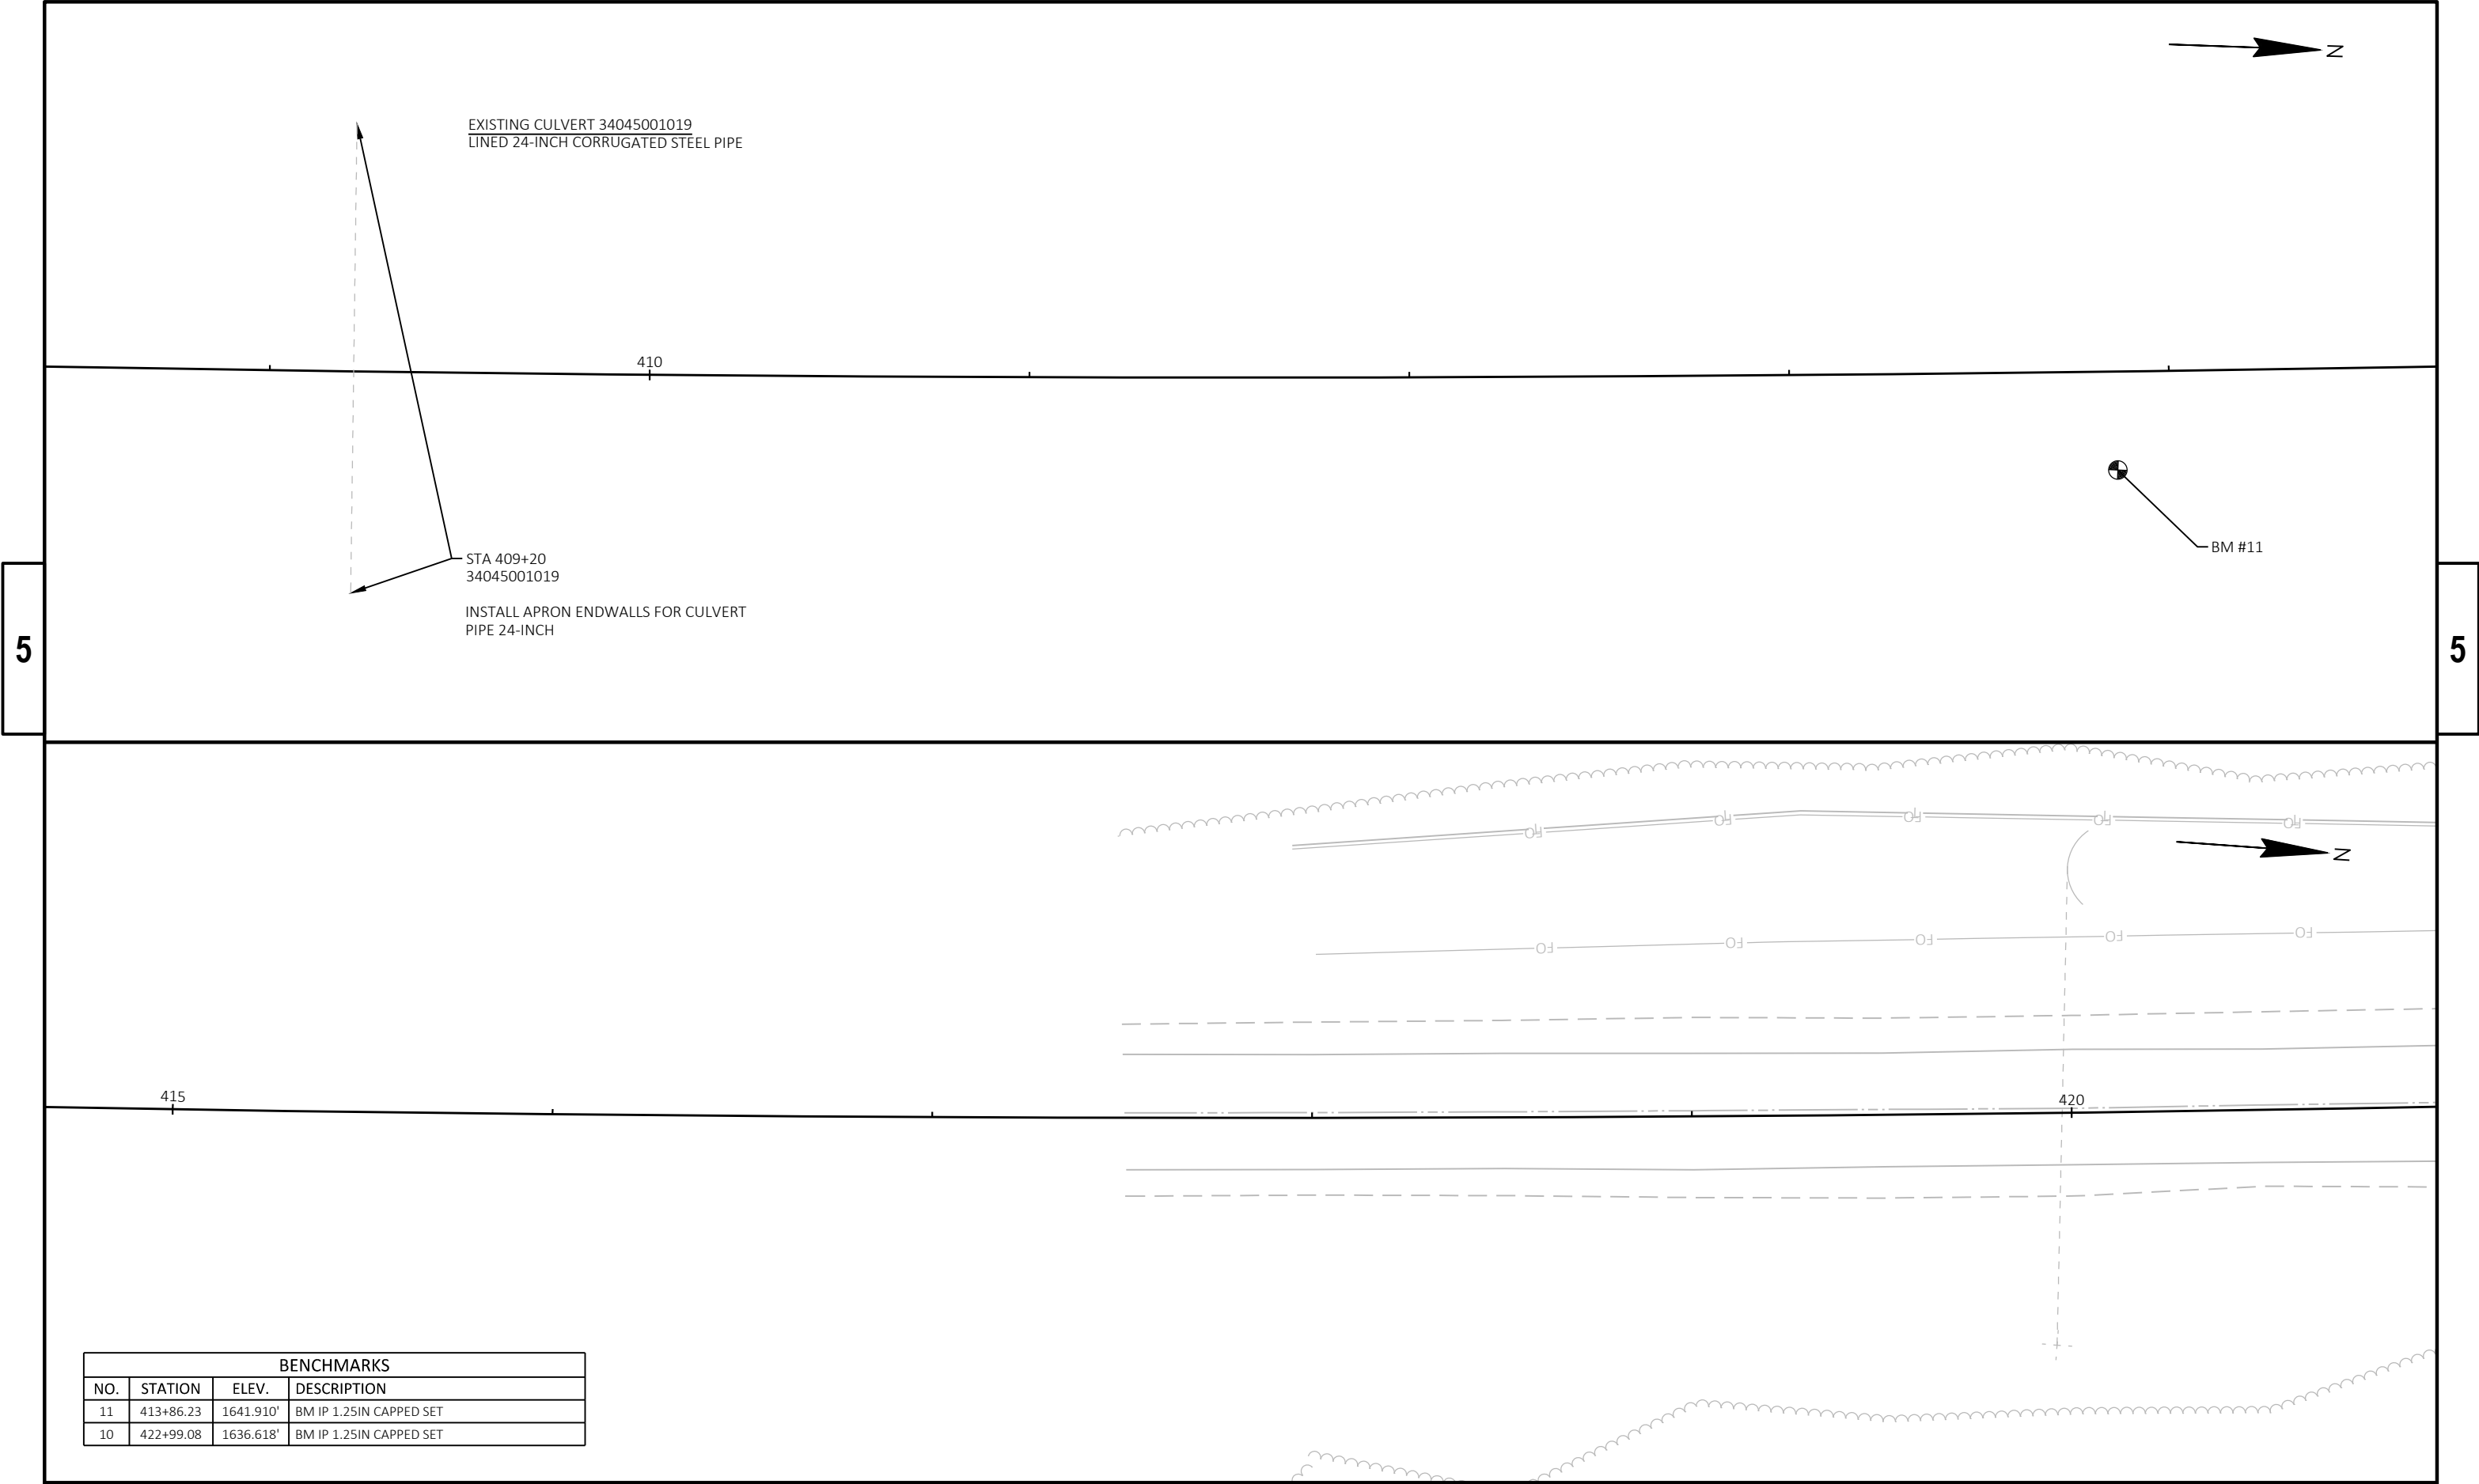 N
EXISTING CULVERT 34045001019
LINED 24-INCH CORRUGATED STEEL PIPE
410
STA 409+20
34045001019
INSTALL APRON ENDWALLS FOR CULVERT
PIPE 24-INCH
BM #11
5
5
FO
FO
FO
FO
FO
N
FO
FO
FO
FO
FO
415
420
BENCHMARKS
NO. STATION ELEV. DESCRIPTION
11 413+86.23 1641.910' BM IP 1.25IN CAPPED SET
10 422+99.08 1636.618' BM IP 1.25IN CAPPED SET